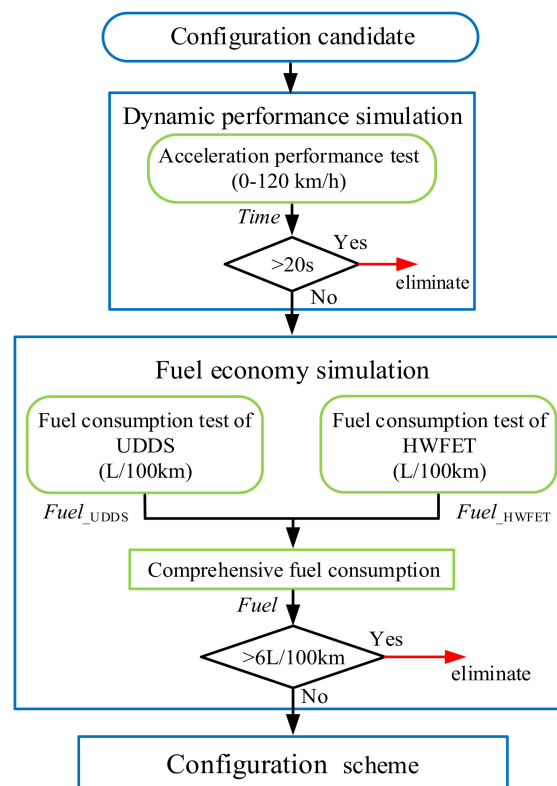 Configuration candidate
Dynamic performance simulation
Acceleration performance test
(0-120 km/h)
Time
Yes
>20s
eliminate
No
Fuel economy simulation
Fuel consumption test of
UDDS
(L/100km)
Fuel consumption test of
HWFET
(L/100km)
Fuel_UDDS
Fuel_HWFET
Comprehensive fuel consumption
Fuel
Yes
>6L/100km
eliminate
No
Configuration scheme